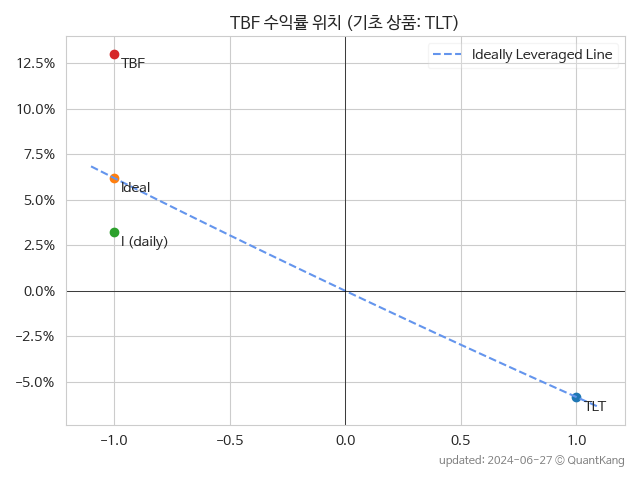 TBF 수익률 위치 (기초 상품: TLT)
Ideally Leveraged Line
12.5%
10.0%
7.5%
5.0%
2.5%
0.0%
−2.5%
−5.0%
TBF
Ideal
I (daily)
TLT
−1.0
−0.5
0.0
0.5
1.0
updated: 2024-06-27 © QuantKang